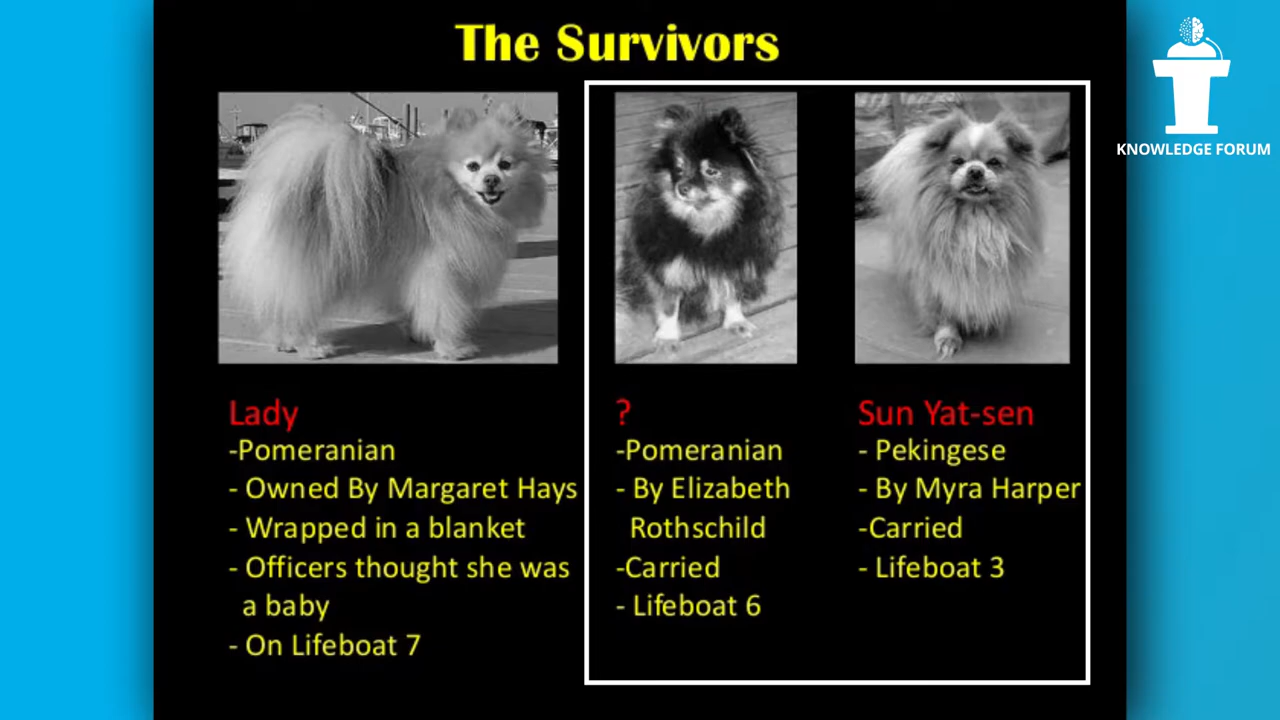 The Survivors
KNOWLEDGE FORUM
Lady
-Pomeranian
- Owned By Margaret Hays
- Wrapped in a blanket
- Officers thought she was
a baby
- On Lifeboat 7
?
-Pomeranian
- By Elizabeth
Rothschild
-Carried
- Lifeboat 6
Sun Yat-sen
- Pekingese
- By Myra Harper
-Carried
- Lifeboat 3